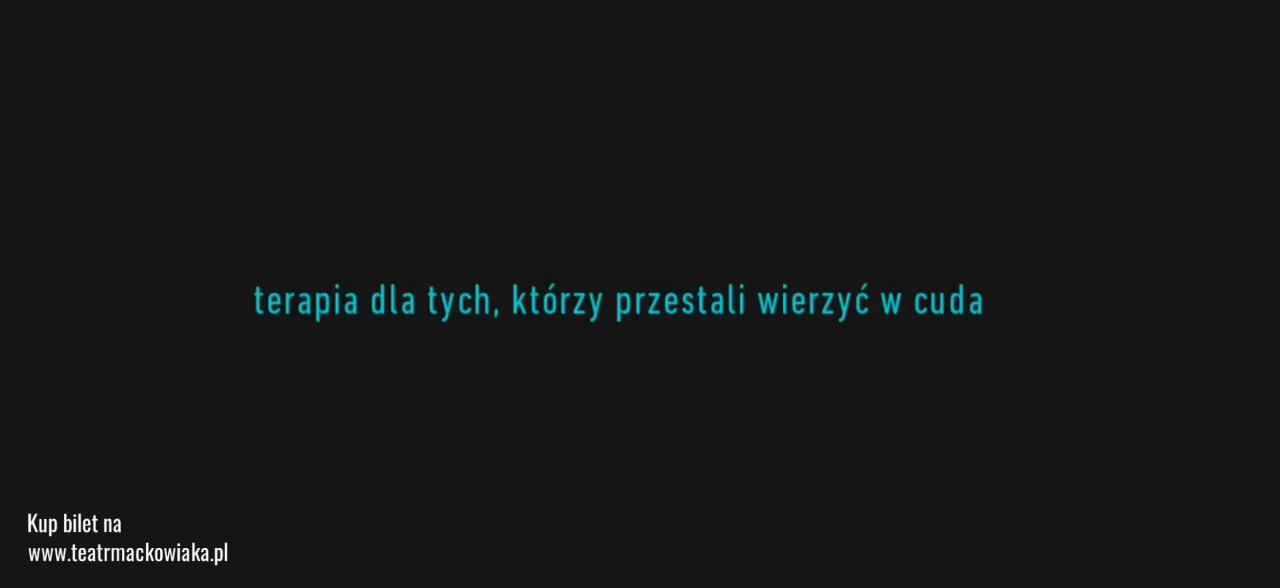 terapia dla tych, którzy przestali wierzyć w cuda
Kup bilet na
www.teatrmackowiaka.pl